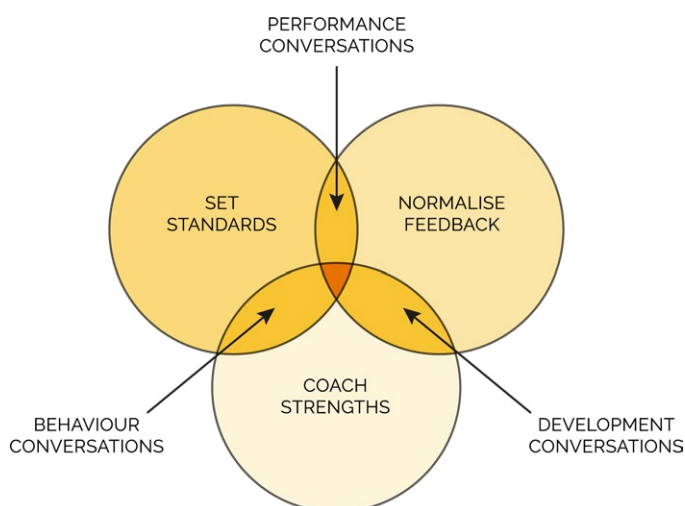 PERFORMANCE
CONVERSATIONS
SET
STANDARDS
NORMALISE
FEEDBACK
COACH
STRENGTHS
BEHAVIOUR
CONVERSATIONS
DEVELOPMENT
CONVERSATIONS